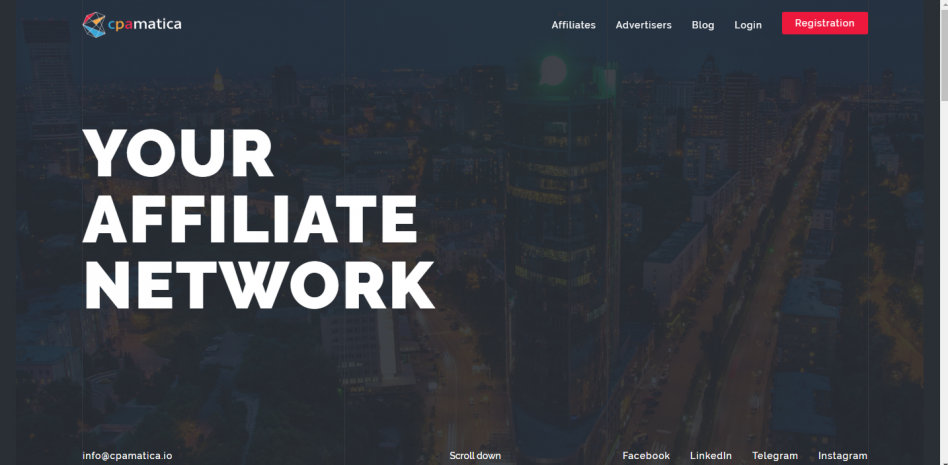 cpamatica
Affiliates
Advertisers
Blog
Login
Registration
YOUR
AFFILIATE
NETWORK
info@cpamatica.io
Scroll down
Facebook
LinkedIn
Telegram
Instagram